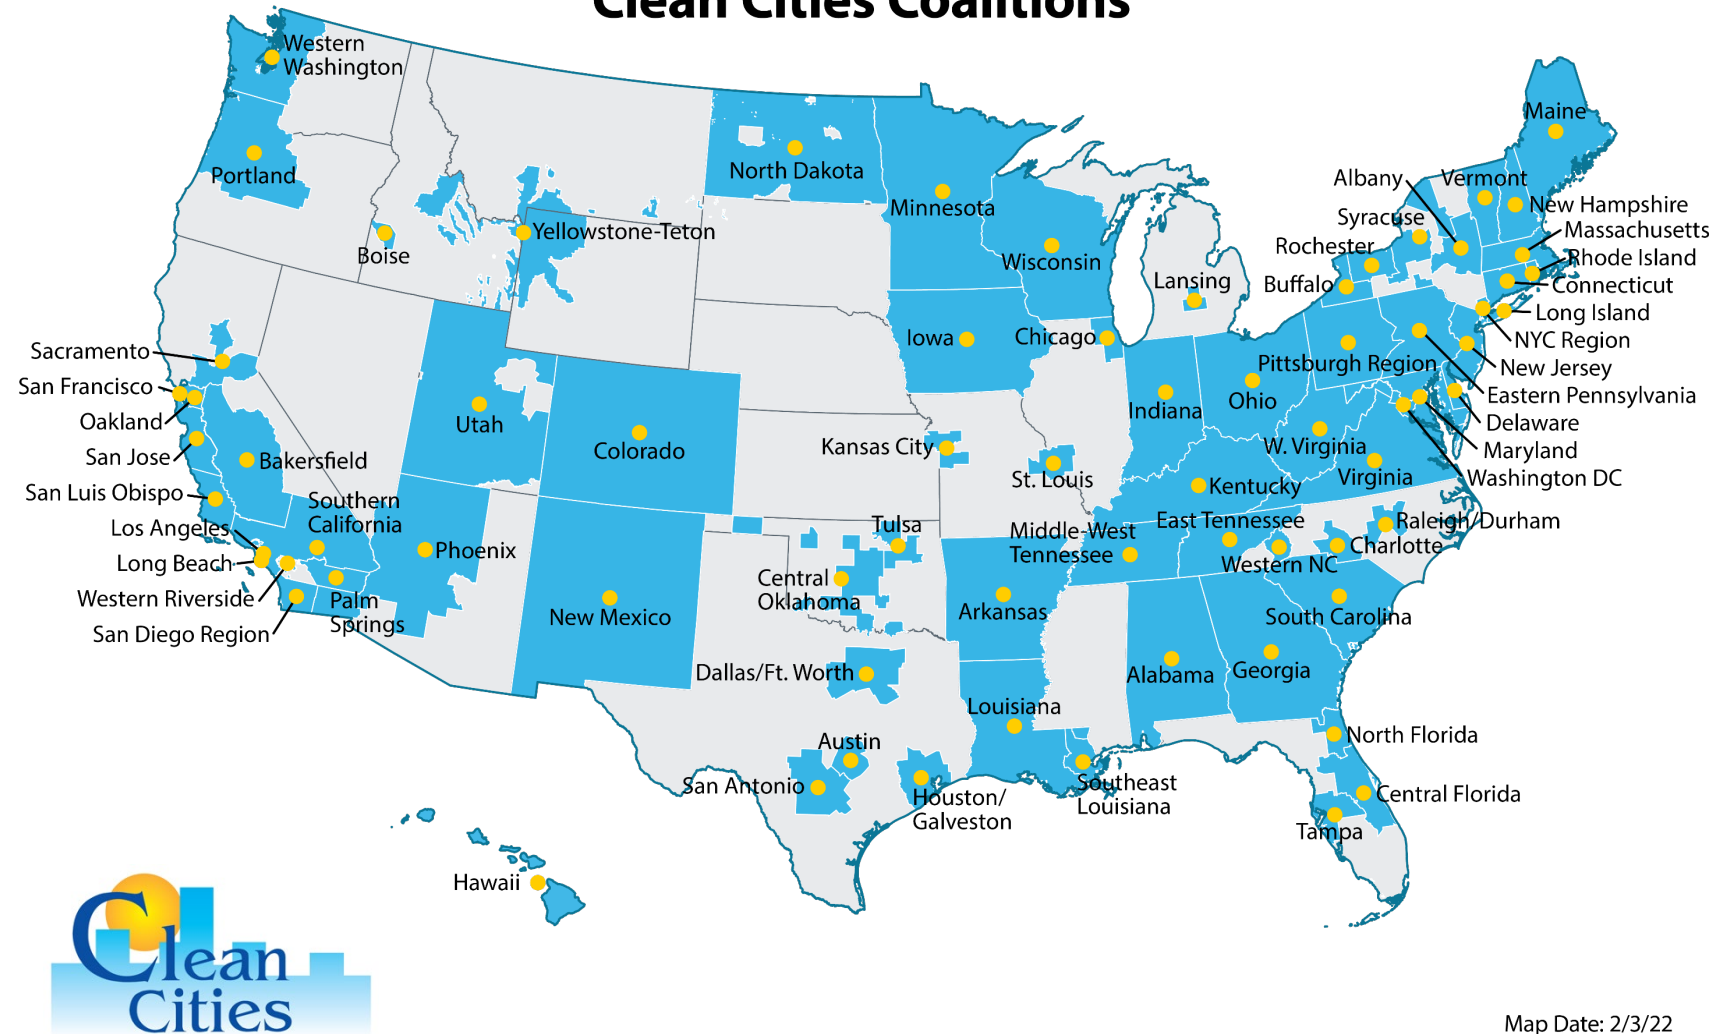 Clean Cities Coalitions
Western
Washington
Portland
Boise
Yellowstone-Teton
North Dakota
Minnesota
Wisconsin
Lansing
Iowa
Chicago
Maine
Albany
Vermont
New Hampshire
Syracuse
Massachusetts
Rochester
Rhode Island
Buffalo
Connecticut
Long Island
NYC Region
Pittsburgh Region
New Jersey
Eastern Pennsylvania
Delaware
Maryland
Washington DC
Sacramento
San Francisco
Oakland
San Jose
Bakersfield
San Luis Obispo
Southern
California
Los Angeles
Long Beach
Western Riverside
San Diego Region
Palm
Springs
Utah
Colorado
Phoenix
New Mexico
Kansas City
St. Louis
Indiana
Ohio
W. Virginia
Virginia
Kentucky
Middle-West
Tennessee
East Tennessee
Raleigh/Durham
Charlotte
Western NC
South Carolina
Tulsa
Central
Oklahoma
Arkansas
Dallas/Ft. Worth
Louisiana
Alabama
Georgia
Austin
San Antonio
Houston/
Galveston
Southeast
Louisiana
North Florida
Central Florida
Tampa
Hawaii
Clean
Cities
Map Date: 2/3/22